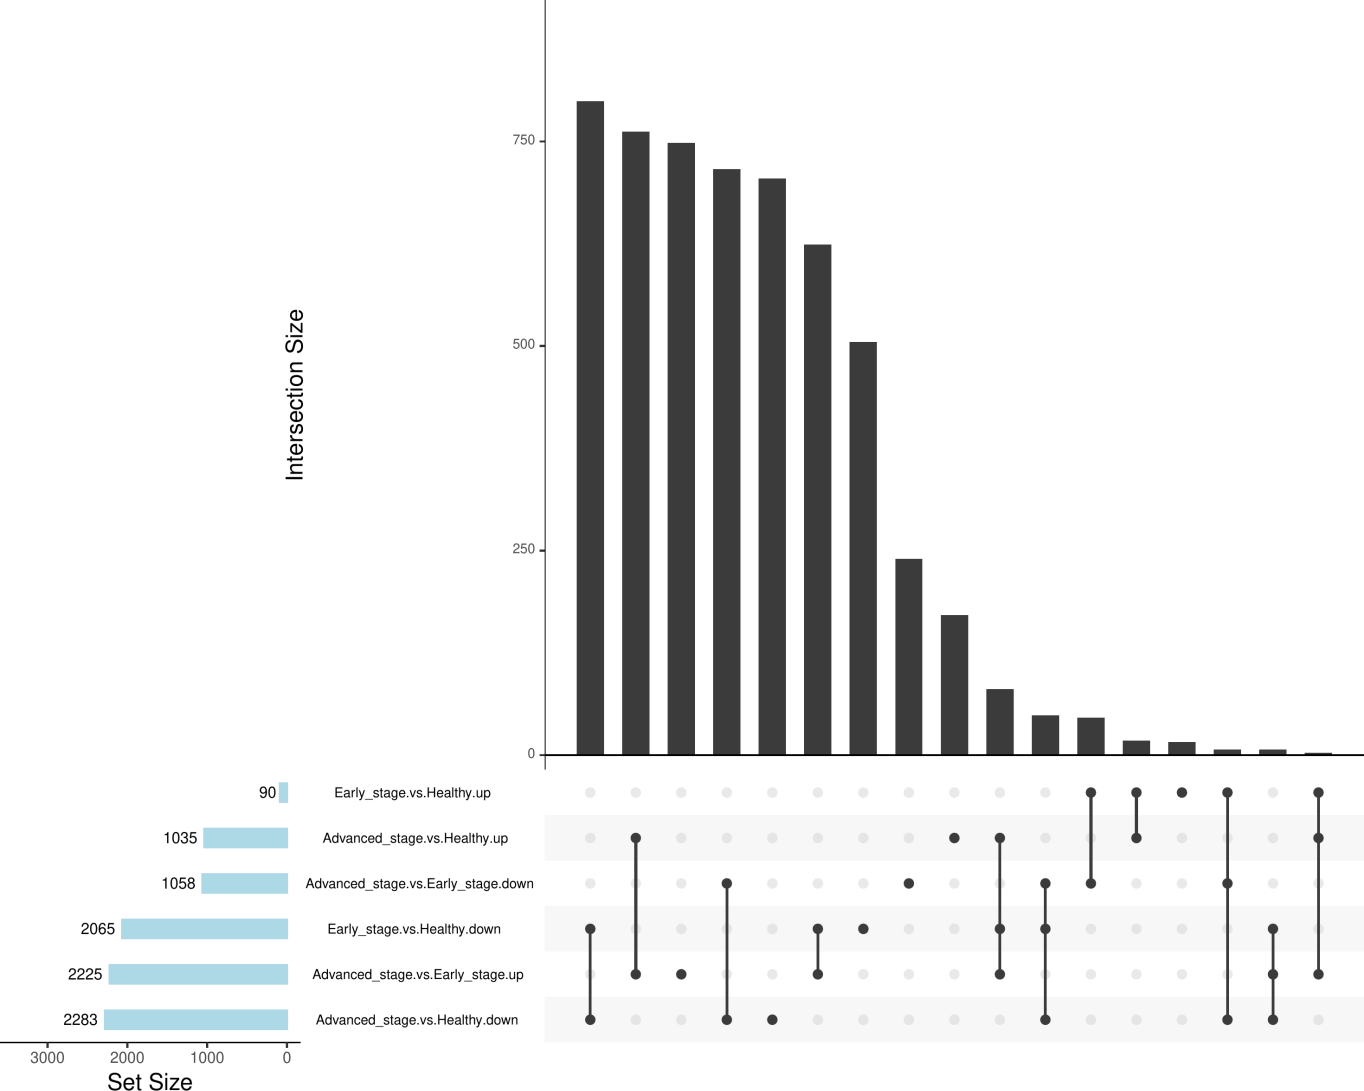 750
500
250
0
Intersection Size
90 Early_stage.vs.Healthy.up
1035 Advanced_stage.vs.Healthy.up
1058 Advanced_stage.vs.Early_stage.down
2065 Early_stage.vs.Healthy.down
2225 Advanced_stage.vs.Early_stage.up
2283 Advanced_stage.vs.Healthy.down
3000 2000 1000 0
Set Size